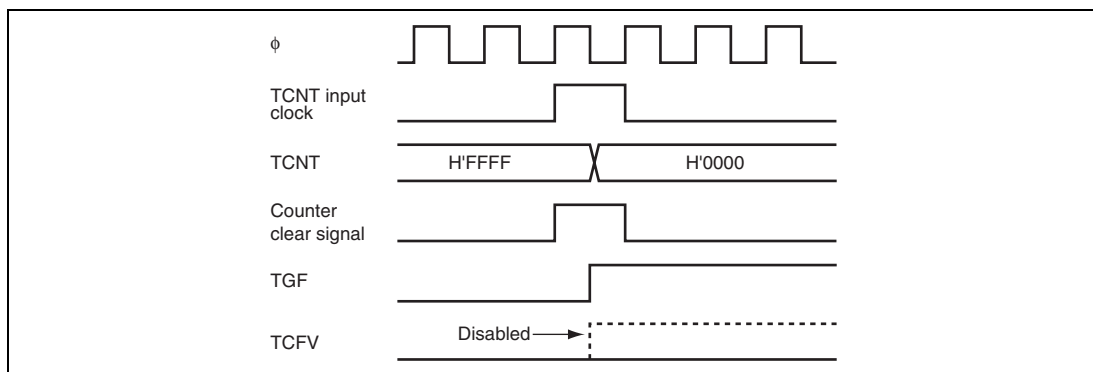 ϕ
TCNT input
clock
TCNT
H'FFFF
H'0000
Counter
clear signal
TGF
Disabled
TCFV